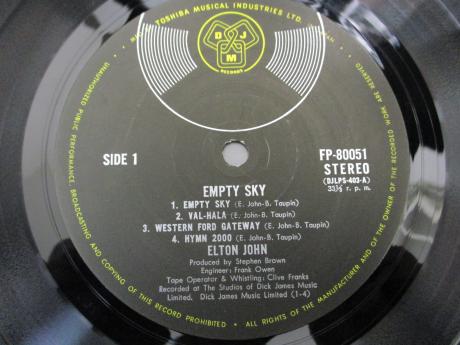 TOSHIBA MUSICAL INDUSTRIES LTD.
DJM
RECORDS
SIDE 1
FP-80051
STEREO
(DJLPS-403-A)
33⅓ r. p. m.
EMPTY SKY
1. EMPTY SKY (E. John-B. Taupin)
2. VAL-HALA (E. John-B. Taupin)
3. WESTERN FORD GATEWAY (E. John-B. Taupin)
4. HYMN 2000 (E. John-B. Taupin)
ELTON JOHN
Produced by Stephen Brown
Engineer: Frank Owen
Tape Operator & Whistling: Clive Franks
Recorded at The Studios of Dick James Music
Limited. Dick James Music Limited (1-4)
UNAUTHORIZED PUBLIC PERFORMANCE, BROADCASTING AND COPYING OF THIS RECORD PROHIBITED • ALL RIGHTS OF THE MANUFACTURER AND OF THE OWNER OF THE RECORDED WORK ARE RESERVED